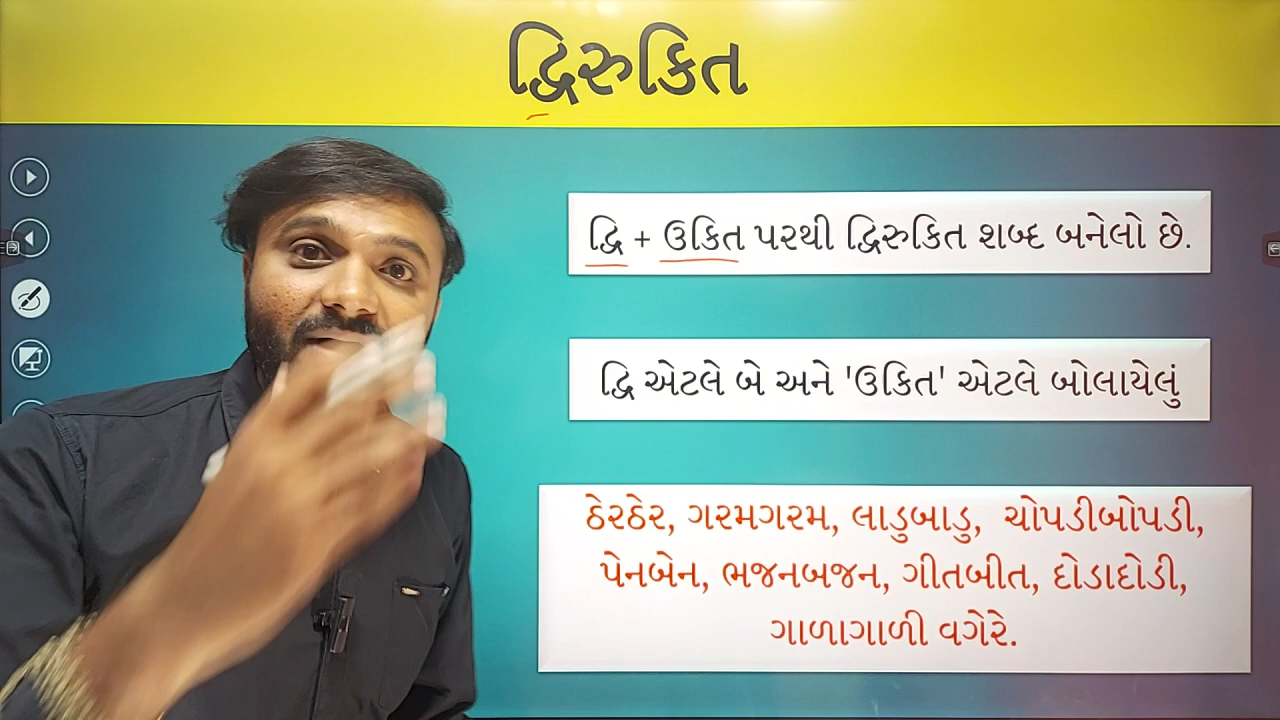 દ્વિરુકિત
દ્વિ + ઉકિત પરથી દ્વિરુકિત શબ્દ બનેલો છે.
દ્વિ એટલે બે અને 'ઉકિત' એટલે બોલાયેલું
ઠેરઠેર, ગરમગરમ, લાડુબાડુ, ચોપડીબોપડી,
પેનબેન, ભજનબજન, ગીતબીત, દોડાદોડી,
ગાળાગાળી વગેરે.